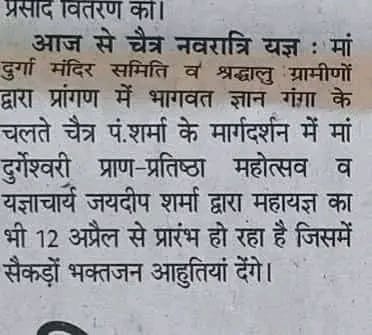 प्रसाद वितरण की।
आज से चैत्र नवरात्रि यज्ञ : मां
दुर्गा मंदिर समिति व श्रद्धालु ग्रामीणों
द्वारा प्रांगण में भागवत ज्ञान गंगा के
चलते चैत्र पं.शर्मा के मार्गदर्शन में मां
दुर्गेश्वरी प्राण-प्रतिष्ठा महोत्सव व
यज्ञाचार्य जयदीप शर्मा द्वारा महायज्ञ का
भी 12 अप्रैल से प्रारंभ हो रहा है जिसमें
सैकड़ों भक्तजन आहुतियां देंगे।